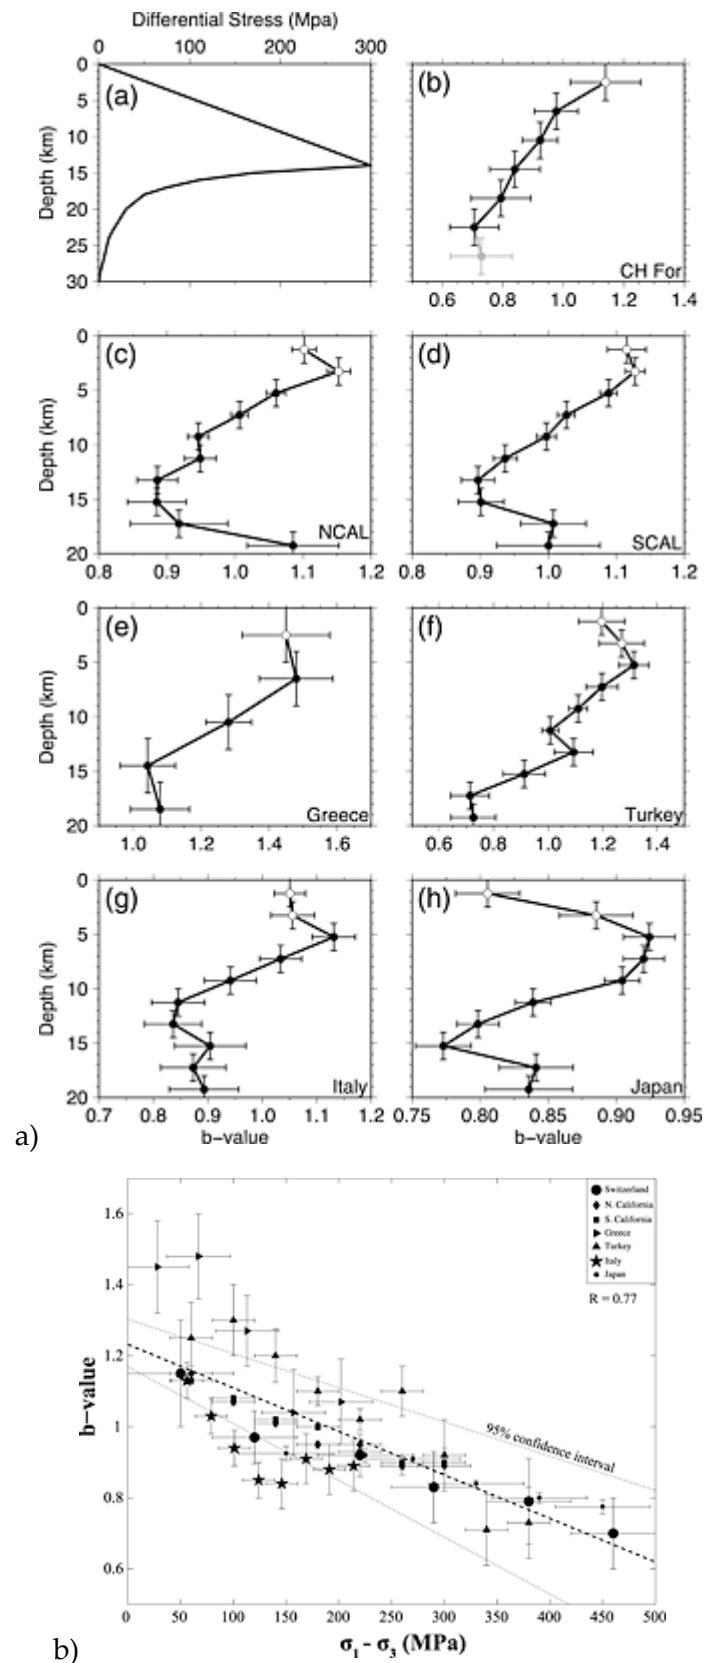 Differential Stress (Mpa)
0 100 200 300
0
5
10
15
20
25
30
Depth (km)
(a)
(b)
CH For
0.6 0.8 1.0 1.2 1.4
0
5
10
15
20
Depth (km)
(c)
NCAL
0.8 0.9 1.0 1.1 1.2
(d)
SCAL
0.8 0.9 1.0 1.1 1.2
0
5
10
15
20
Depth (km)
(e)
Greece
1.0 1.2 1.4 1.6
(f)
Turkey
0.6 0.8 1.0 1.2 1.4
0
5
10
15
20
Depth (km)
(g)
Italy
0.7 0.8 0.9 1.0 1.1 1.2
b-value
(h)
Japan
0.75 0.80 0.85 0.90 0.95
b-value
a)
1.6
1.4
1.2
1
0.8
0.6
b-value
Switzerland
N. California
S. California
Greece
Turkey
Italy
Japan
R = 0.77
95% confidence interval
0 50 100 150 200 250 300 350 400 450 500
σ1 - σ3 (MPa)
b)